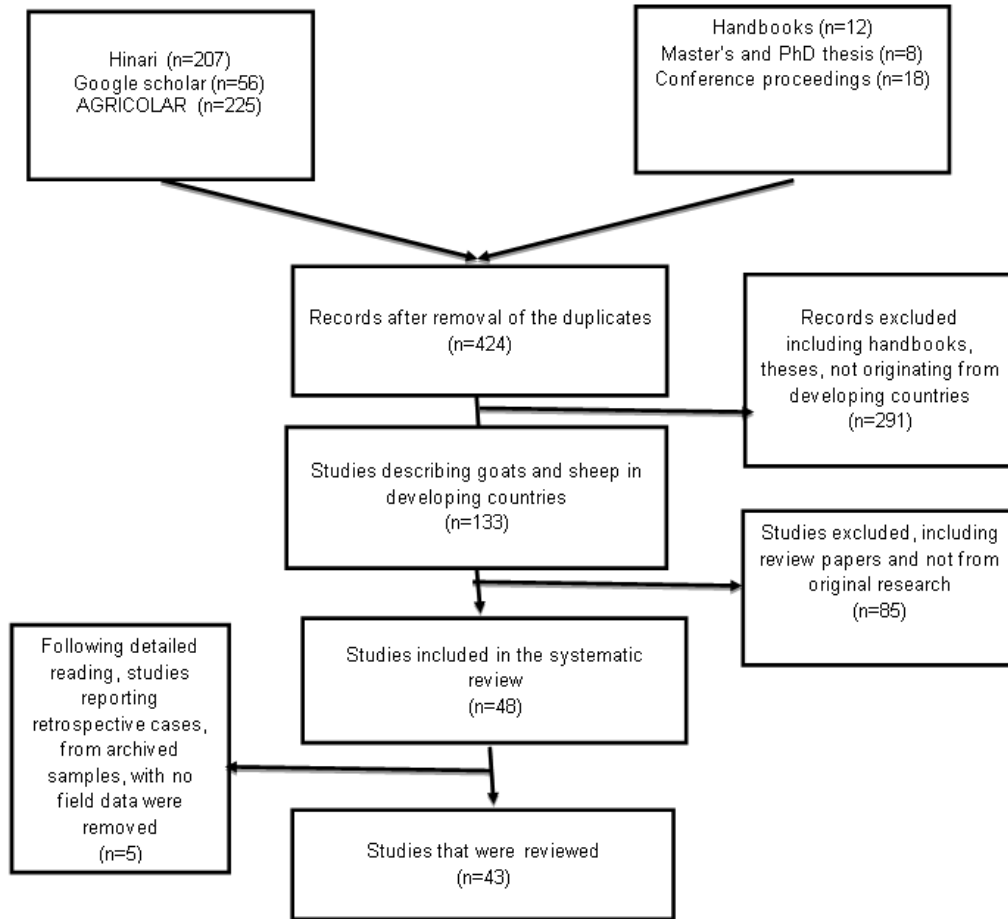 Hinari (n=207)
Google scholar (n=56)
AGRICOLAR (n=225)
Handbooks (n=12)
Master's and PhD thesis (n=8)
Conference proceedings (n=18)
Records after removal of the duplicates
(n=424)
Records excluded
including handbooks,
theses, not originating from
developing countries
(n=291)
Studies describing goats and sheep in
developing countries
(n=133)
Studies excluded, including
review papers and not from
original research
(n=85)
Studies included in the systematic
review
(n=48)
Following detailed
reading, studies
reporting
retrospective cases,
from archived
samples, with no
field data were
removed
(n=5)
Studies that were reviewed
(n=43)